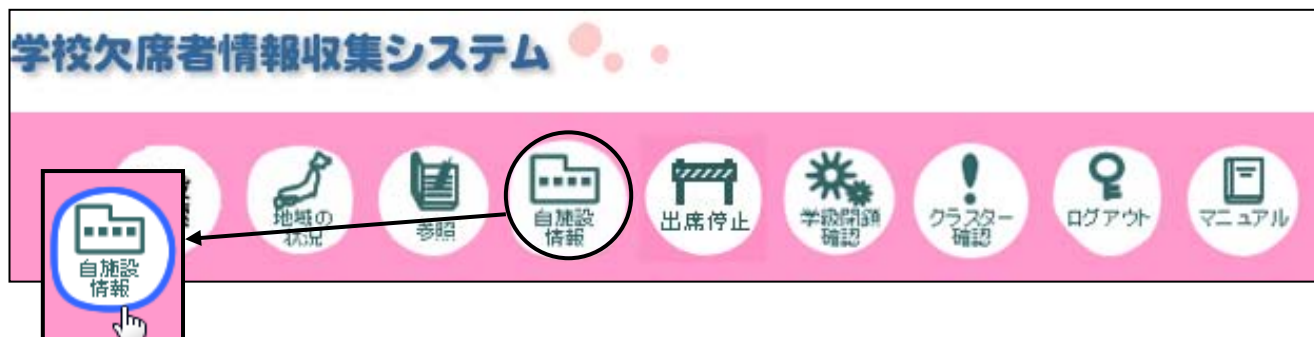 学校欠席者情報収集システム
地域の
状況
参照
自施設
情報
出席停止
学級閉鎖
確認
クラスター
確認
ログアウト
マニュアル
自施設
情報